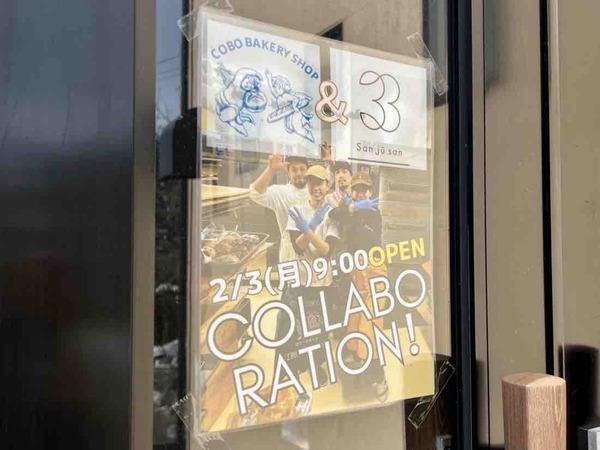 COBO BAKERY SHOP
&
3
San jū san
2/3(月)9:00OPEN
COLLABO
RATION!